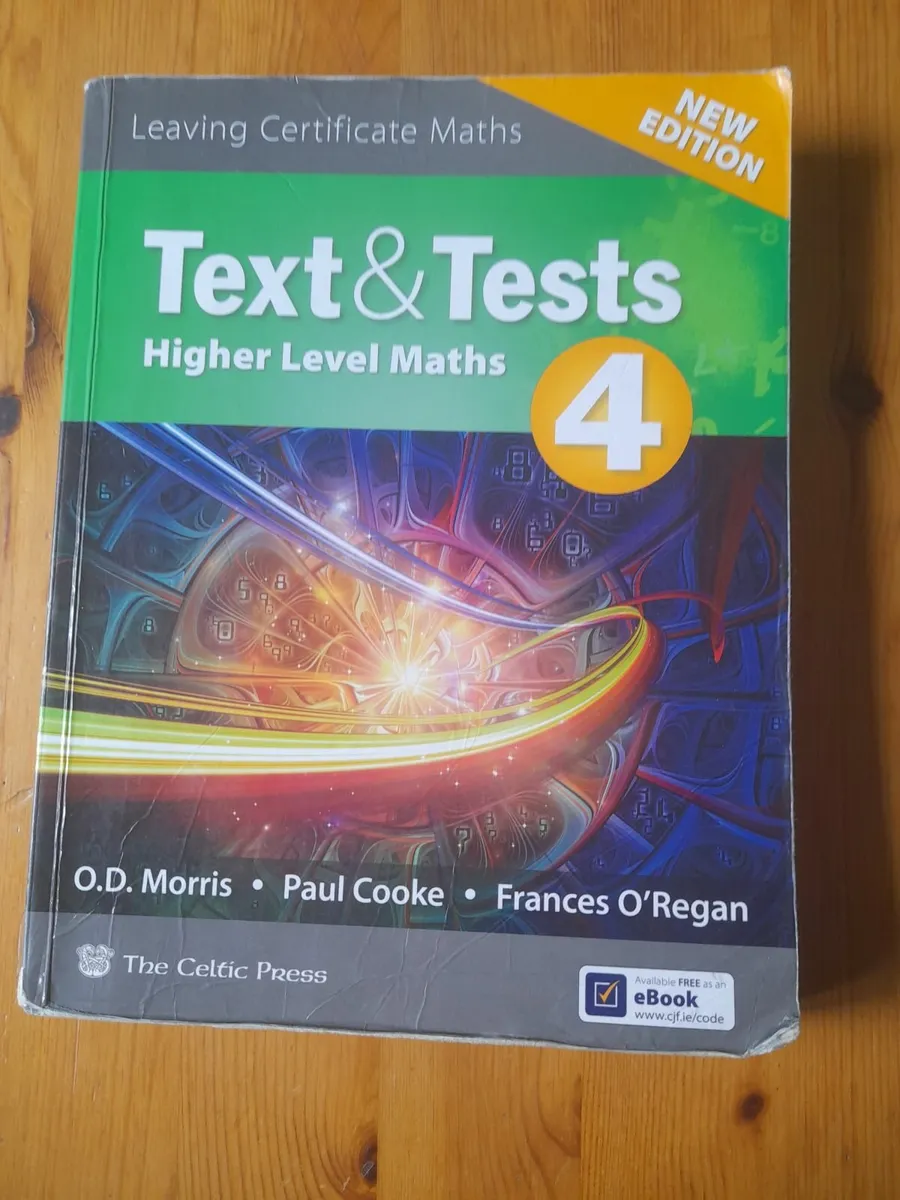 Leaving Certificate Maths
NEW
EDITION
Text & Tests
Higher Level Maths
4
O.D. Morris • Paul Cooke • Frances O'Regan
The Celtic Press
Available FREE as an
eBook
www.cjf.ie/code